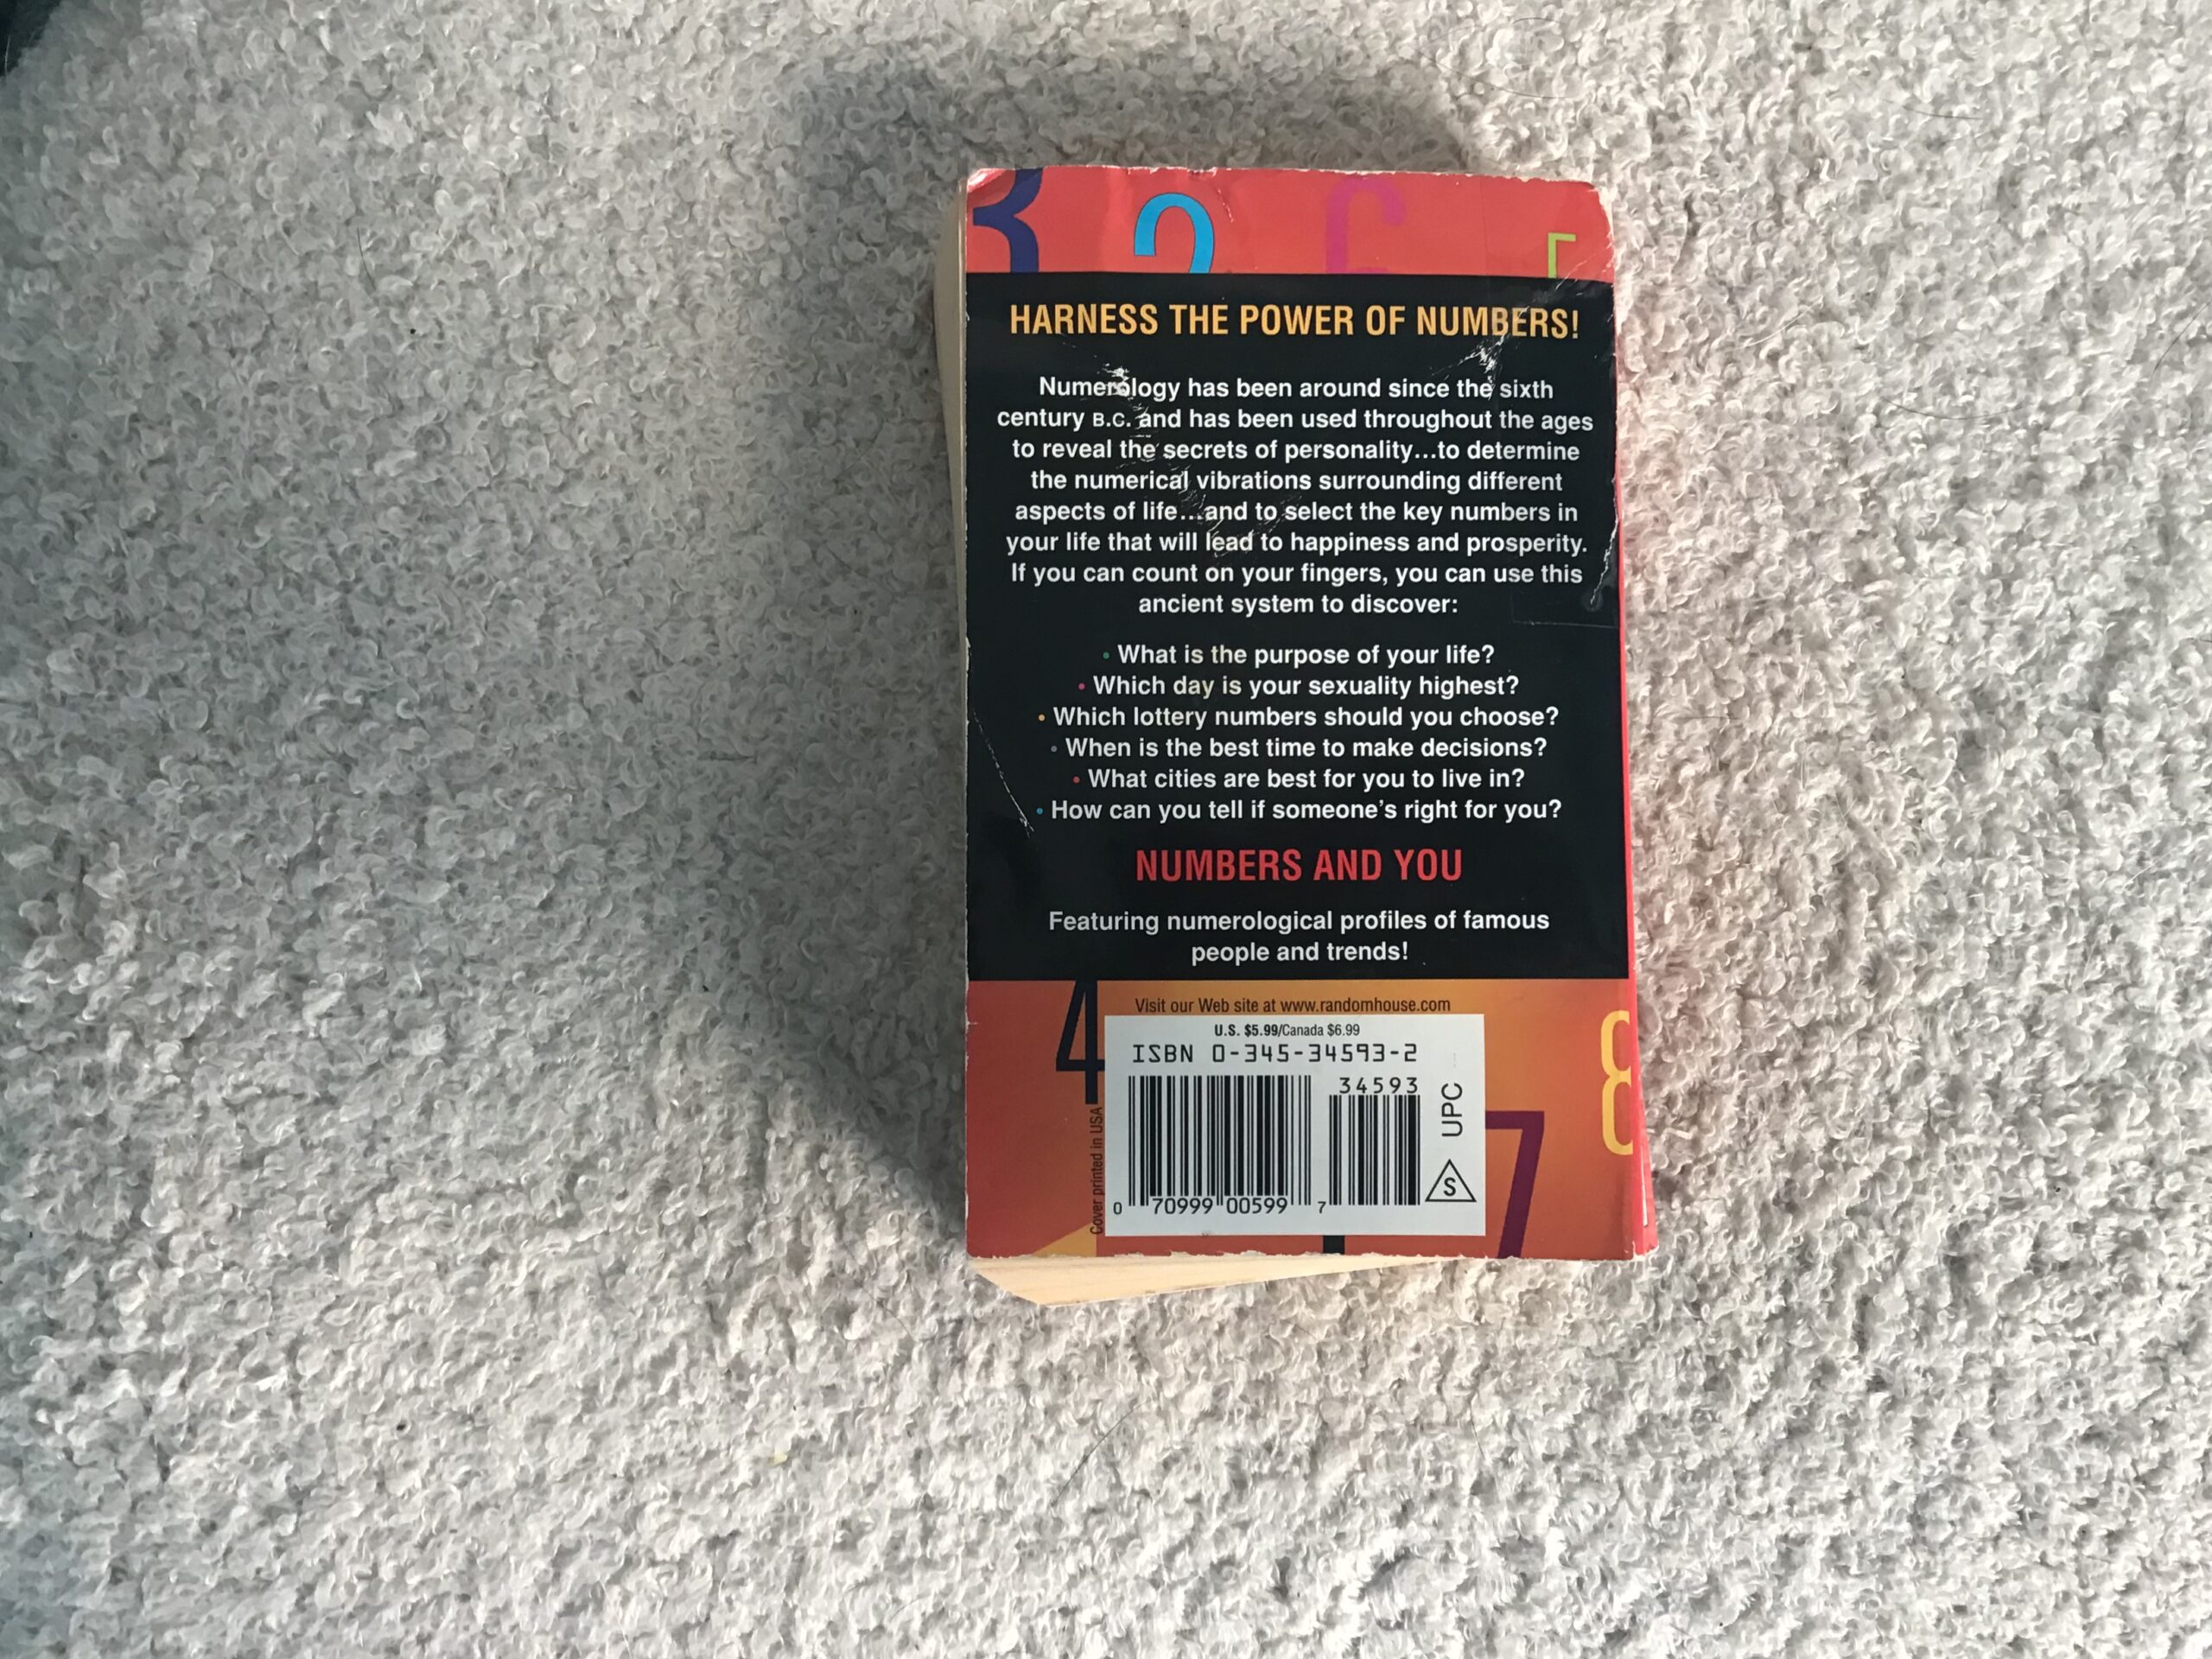 3 2 6
HARNESS THE POWER OF NUMBERS!
Numerology has been around since the sixth
century B.C. and has been used throughout the ages
to reveal the secrets of personality...to determine
the numerical vibrations surrounding different
aspects of life...and to select the key numbers in
your life that will lead to happiness and prosperity.
If you can count on your fingers, you can use this
ancient system to discover:
• What is the purpose of your life?
• Which day is your sexuality highest?
• Which lottery numbers should you choose?
• When is the best time to make decisions?
• What cities are best for you to live in?
• How can you tell if someone's right for you?
NUMBERS AND YOU
Featuring numerological profiles of famous
people and trends!
4
8
7
Visit our Web site at www.randomhouse.com
U.S. $5.99/Canada $6.99
ISBN 0-345-34593-2
34593
0 70999 00599 7
UPC
S
Cover printed in USA